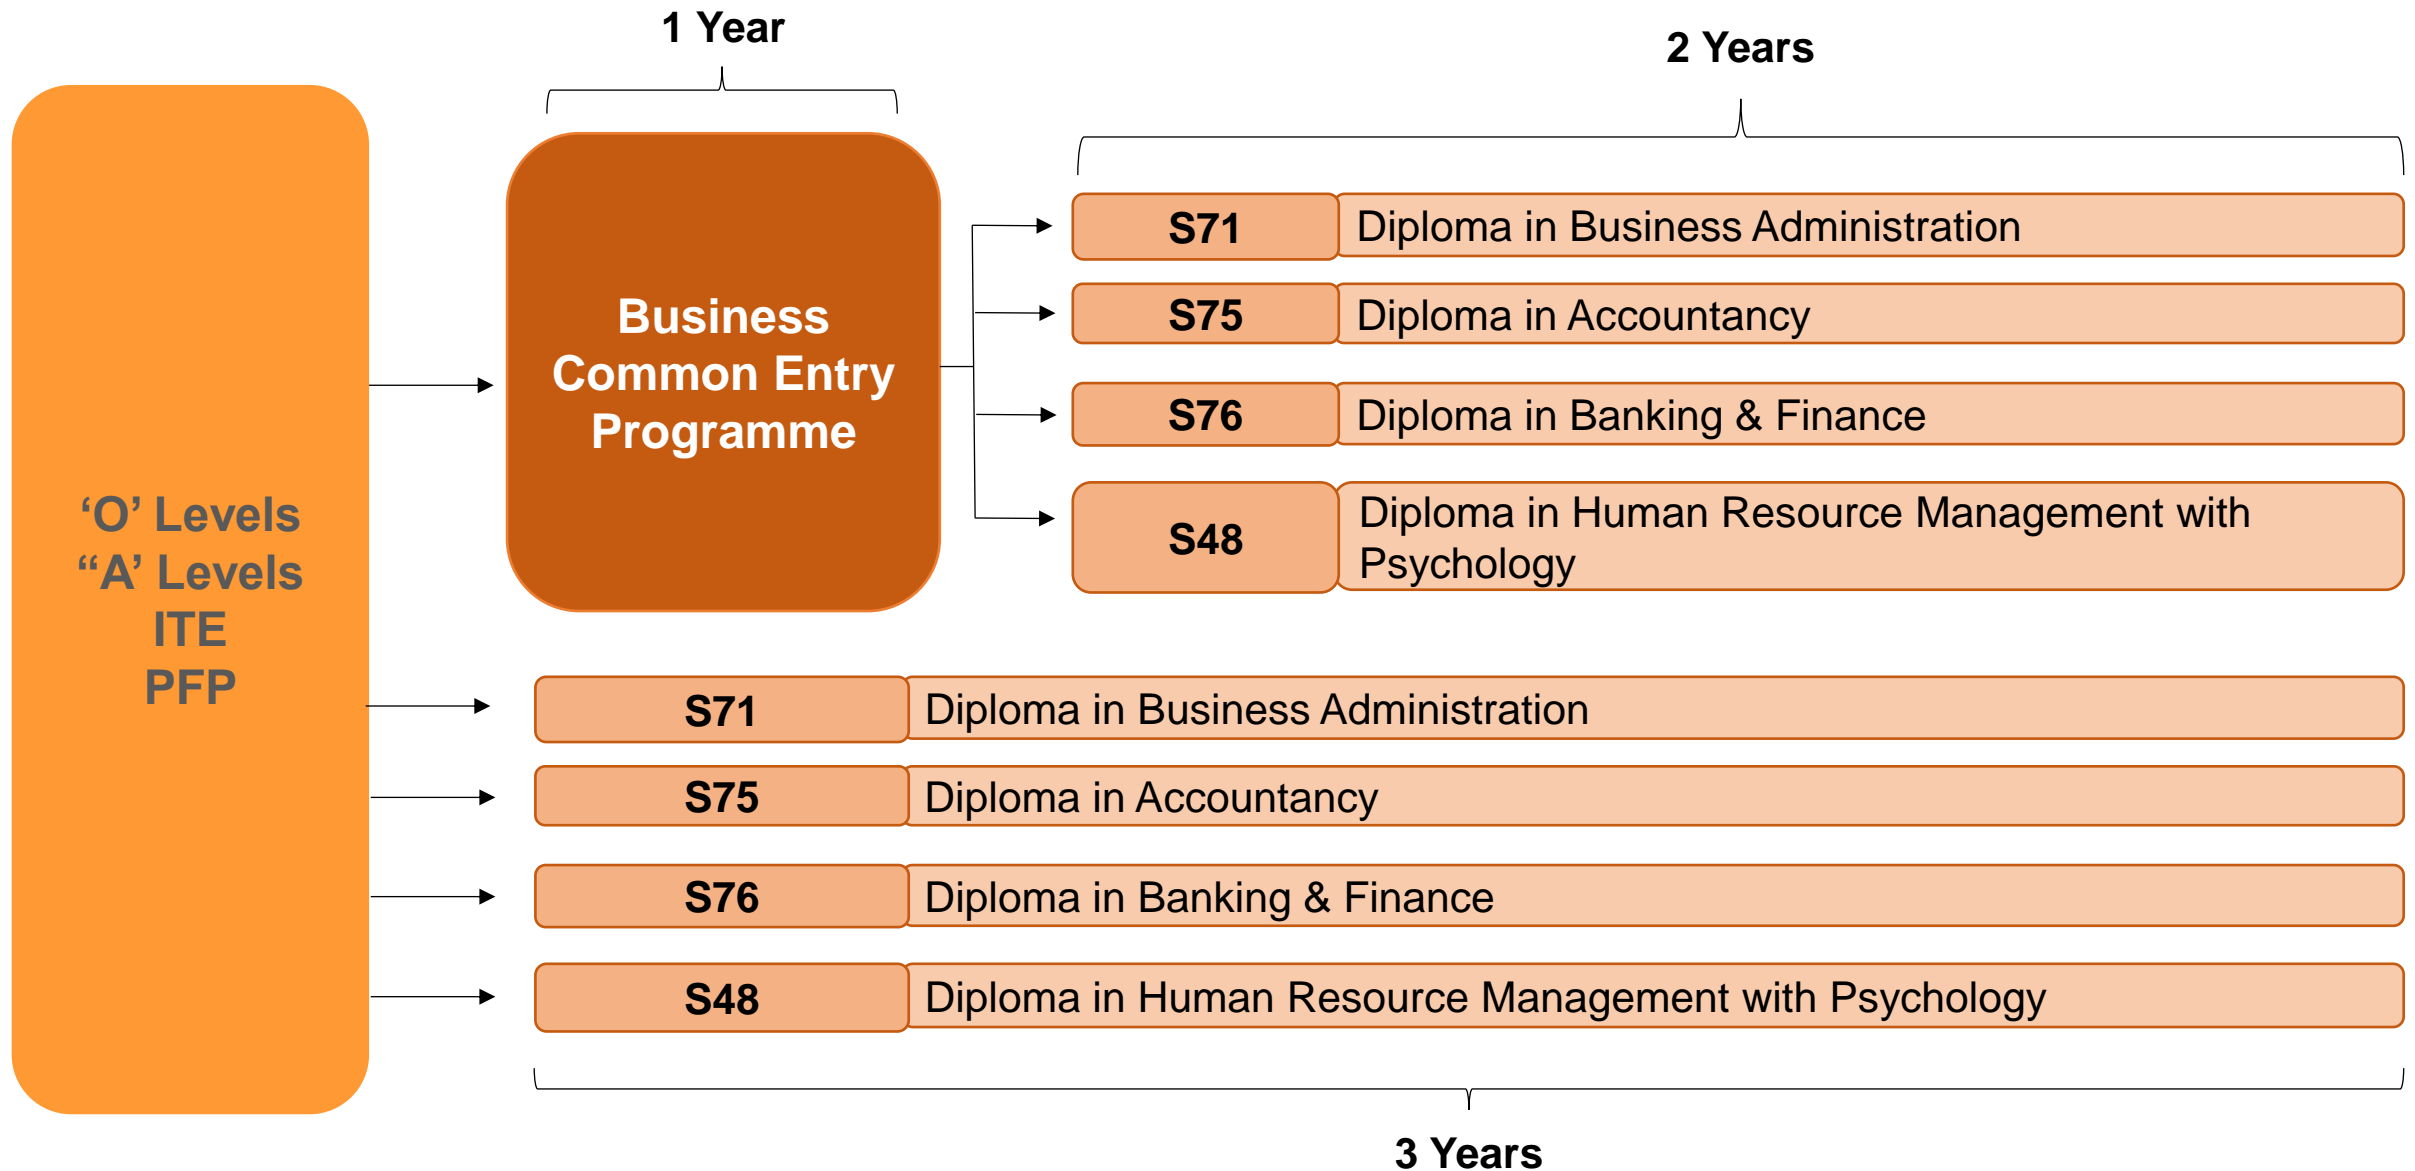 1 Year
2 Years
‘O’ Levels
“A’ Levels
ITE
PFP
Business
Common Entry
Programme
S71 Diploma in Business Administration
S75 Diploma in Accountancy
S76 Diploma in Banking & Finance
S48 Diploma in Human Resource Management with
Psychology
S71 Diploma in Business Administration
S75 Diploma in Accountancy
S76 Diploma in Banking & Finance
S48 Diploma in Human Resource Management with Psychology
3 Years